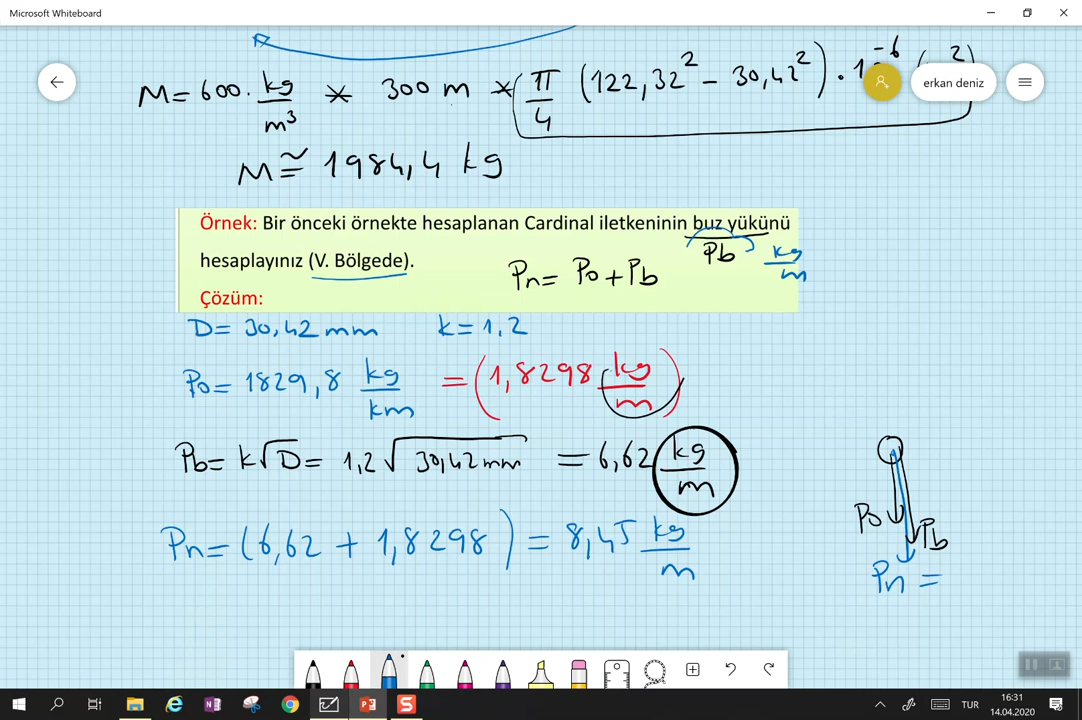 Microsoft Whiteboard
M = 600. kg/m³ * 300 m * (π/4 (122,32² - 30,42²) . 10⁻⁶
erkan deniz
M ≅ 1984,4 kg
Örnek: Bir önceki örnekte hesaplanan Cardinal iletkeninin buz yükünü
Pb kg/m
hesaplayınız (V. Bölgede).
Pn = Po + Pb
Çözüm:
D = 30,42 mm k = 1,2
Po = 1829,8 kg/km = (1,8298 kg/m)
Pb = k√D = 1,2 √30,42 mm = 6,62 kg/m
Pn = (6,62 + 1,8298) = 8,45 kg/m
Po
Pb
Pn =
16:31
TUR
14.04.2020